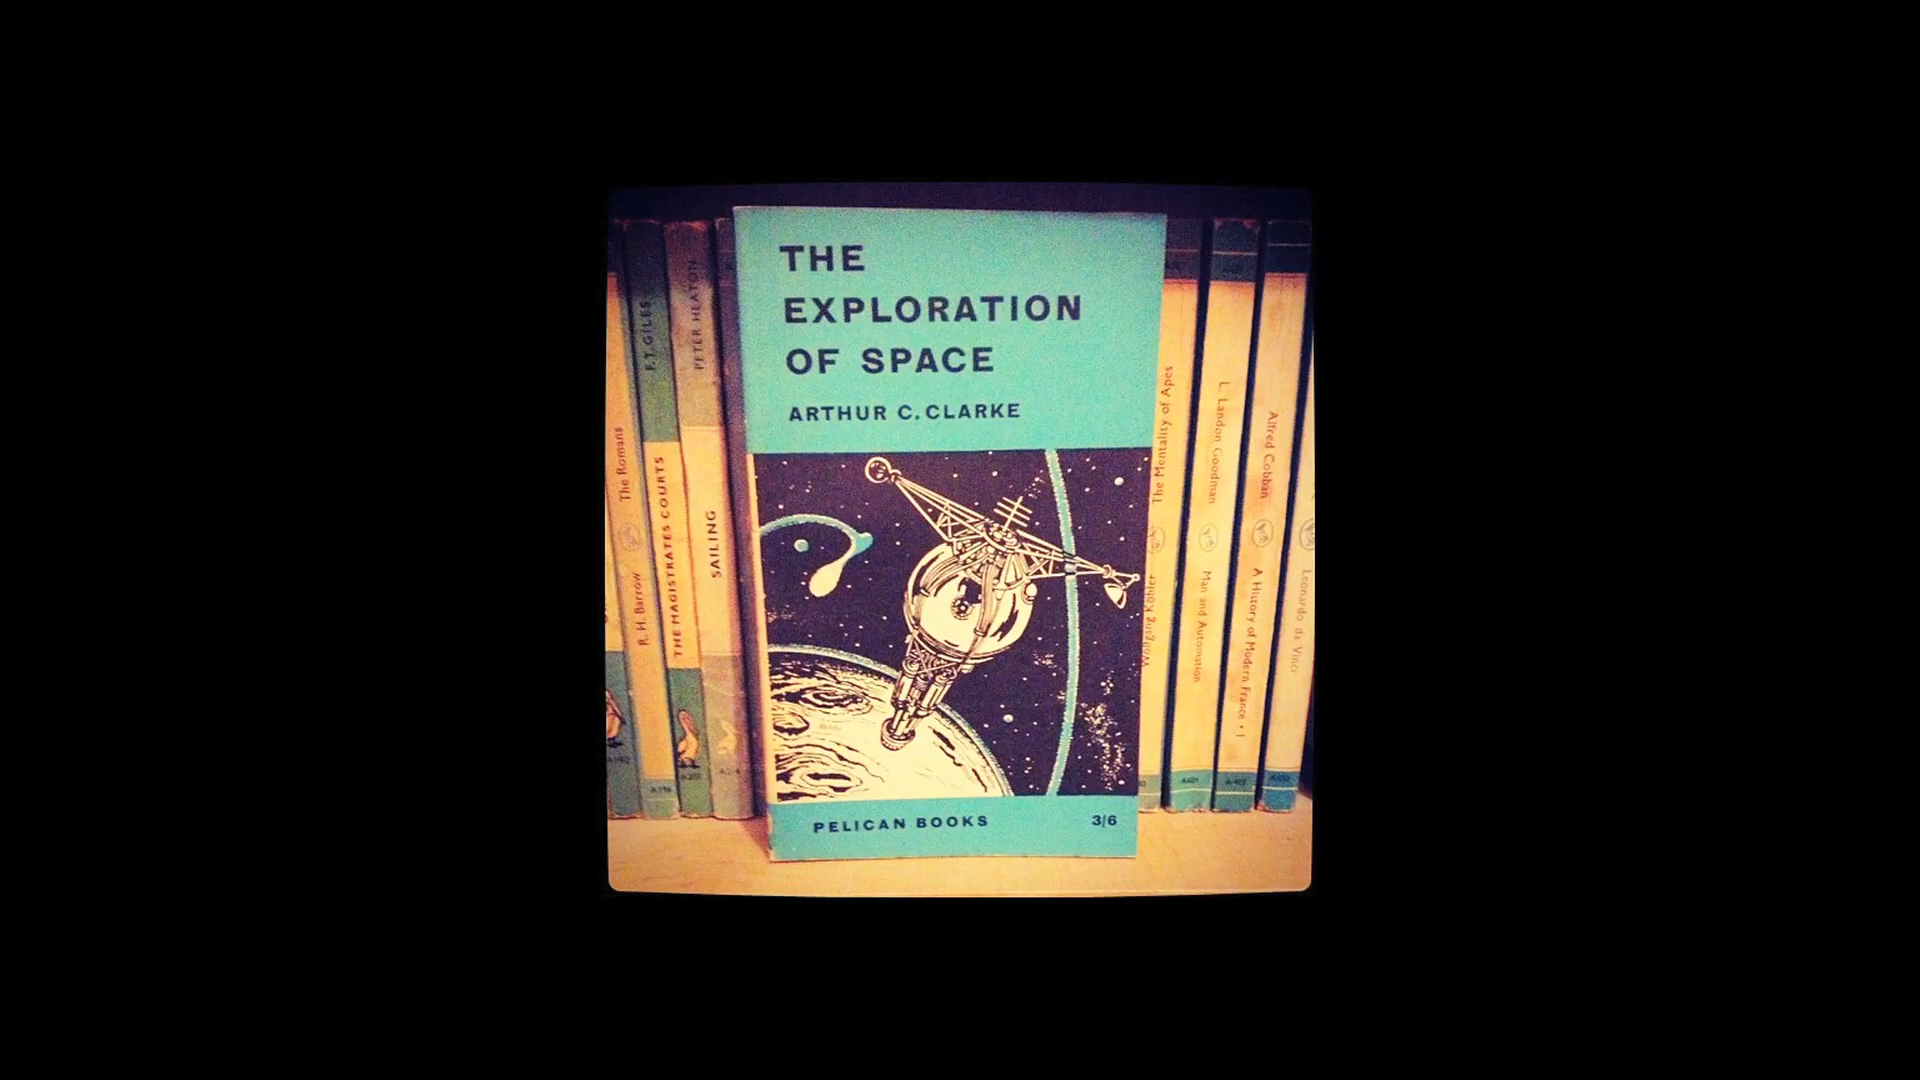 THE
EXPLORATION
OF SPACE
ARTHUR C. CLARKE
PELICAN BOOKS
3/6
The Romans
R. H. Barrow
F. T. GILES
THE MAGISTRATES COURTS
PETER HEATON
SAILING
The Mentality of Apes
Wolfgang Köhler
L. Landon Goodman
Man and Automation
Alfred Cobban
A History of Modern France • 1
Leonardo da Vinci